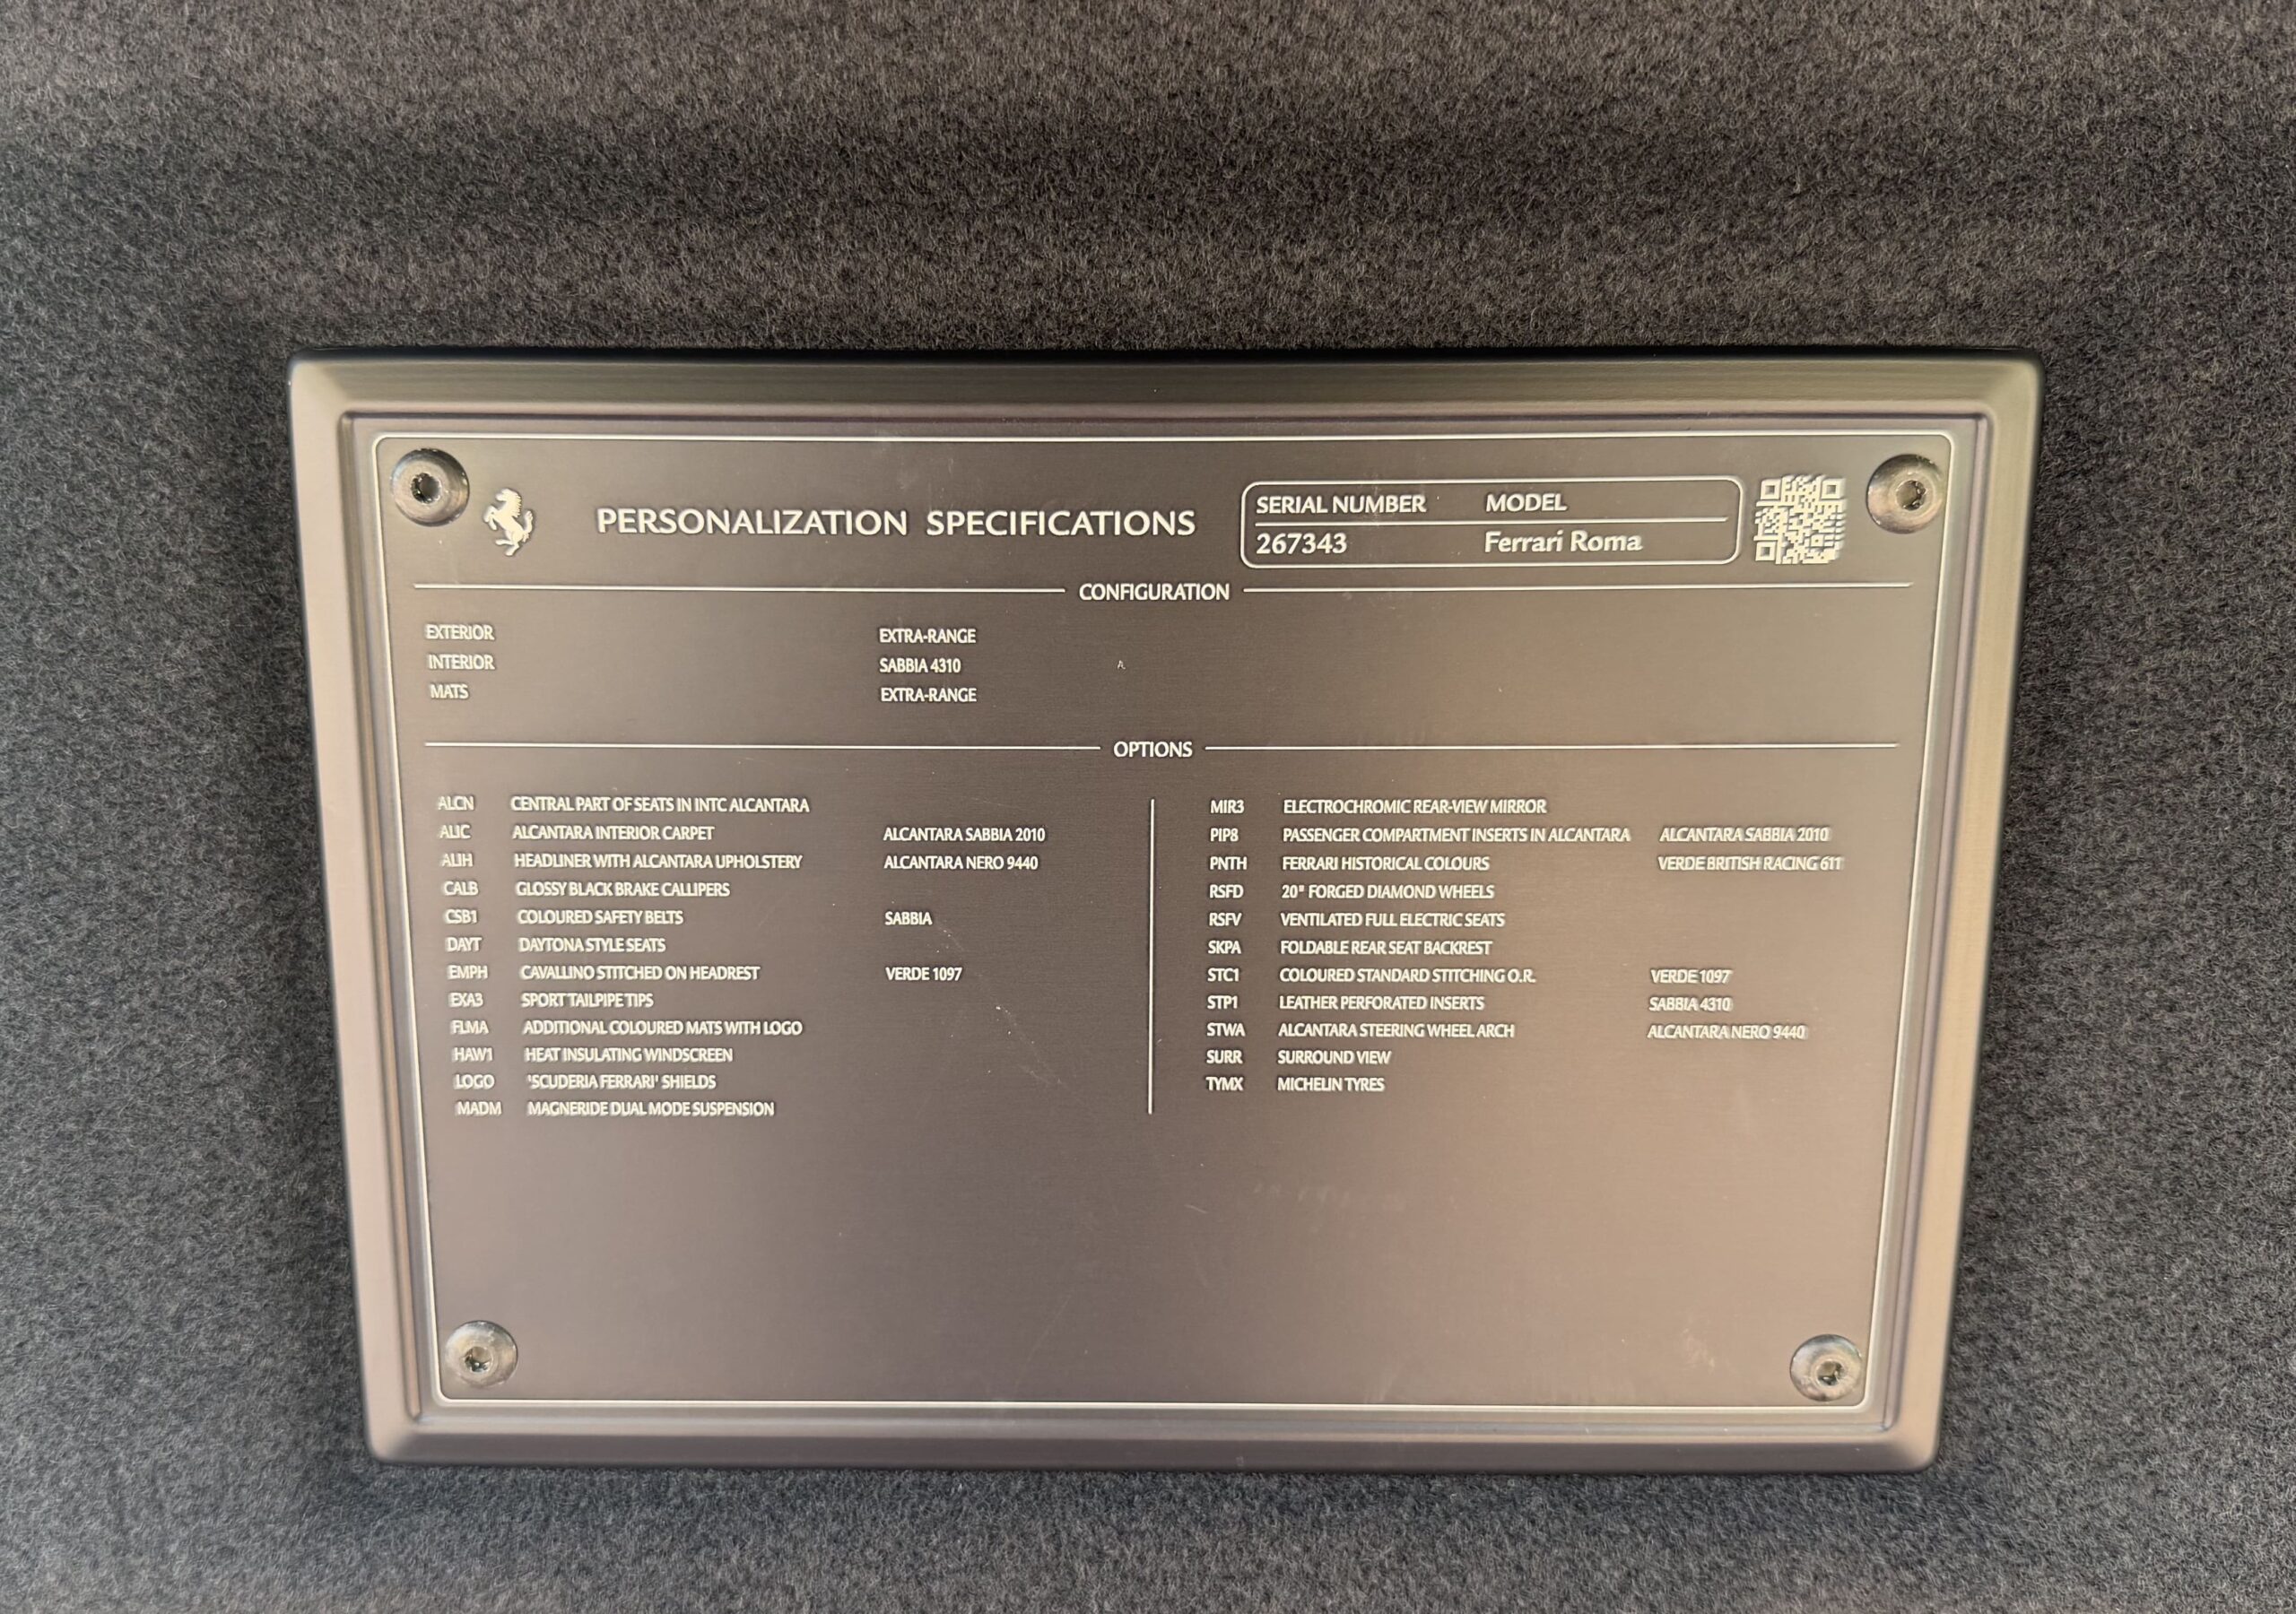 PERSONALIZATION SPECIFICATIONS
SERIAL NUMBER MODEL
267343 Ferrari Roma
CONFIGURATION
EXTERIOR EXTRA-RANGE
INTERIOR SABBIA 4310
MATS EXTRA-RANGE
OPTIONS
ALCN CENTRAL PART OF SEATS IN INTC ALCANTARA
ALIC ALCANTARA INTERIOR CARPET ALCANTARA SABBIA 2010
ALIH HEADLINER WITH ALCANTARA UPHOLSTERY ALCANTARA NERO 9440
CALB GLOSSY BLACK BRAKE CALLIPERS
CSB1 COLOURED SAFETY BELTS SABBIA
DAYT DAYTONA STYLE SEATS
EMPH CAVALLINO STITCHED ON HEADREST VERDE 1097
EXA3 SPORT TAILPIPE TIPS
FLMA ADDITIONAL COLOURED MATS WITH LOGO
HAW1 HEAT INSULATING WINDSCREEN
LOGO 'SCUDERIA FERRARI' SHIELDS
MADM MAGNERIDE DUAL MODE SUSPENSION
MIR3 ELECTROCHROMIC REAR-VIEW MIRROR
PIP8 PASSENGER COMPARTMENT INSERTS IN ALCANTARA ALCANTARA SABBIA 2010
PNTH FERRARI HISTORICAL COLOURS VERDE BRITISH RACING 611
RSFD 20" FORGED DIAMOND WHEELS
RSFV VENTILATED FULL ELECTRIC SEATS
SKPA FOLDABLE REAR SEAT BACKREST
STC1 COLOURED STANDARD STITCHING O.R. VERDE 1097
STP1 LEATHER PERFORATED INSERTS SABBIA 4310
STWA ALCANTARA STEERING WHEEL ARCH ALCANTARA NERO 9440
SURR SURROUND VIEW
TYMX MICHELIN TYRES